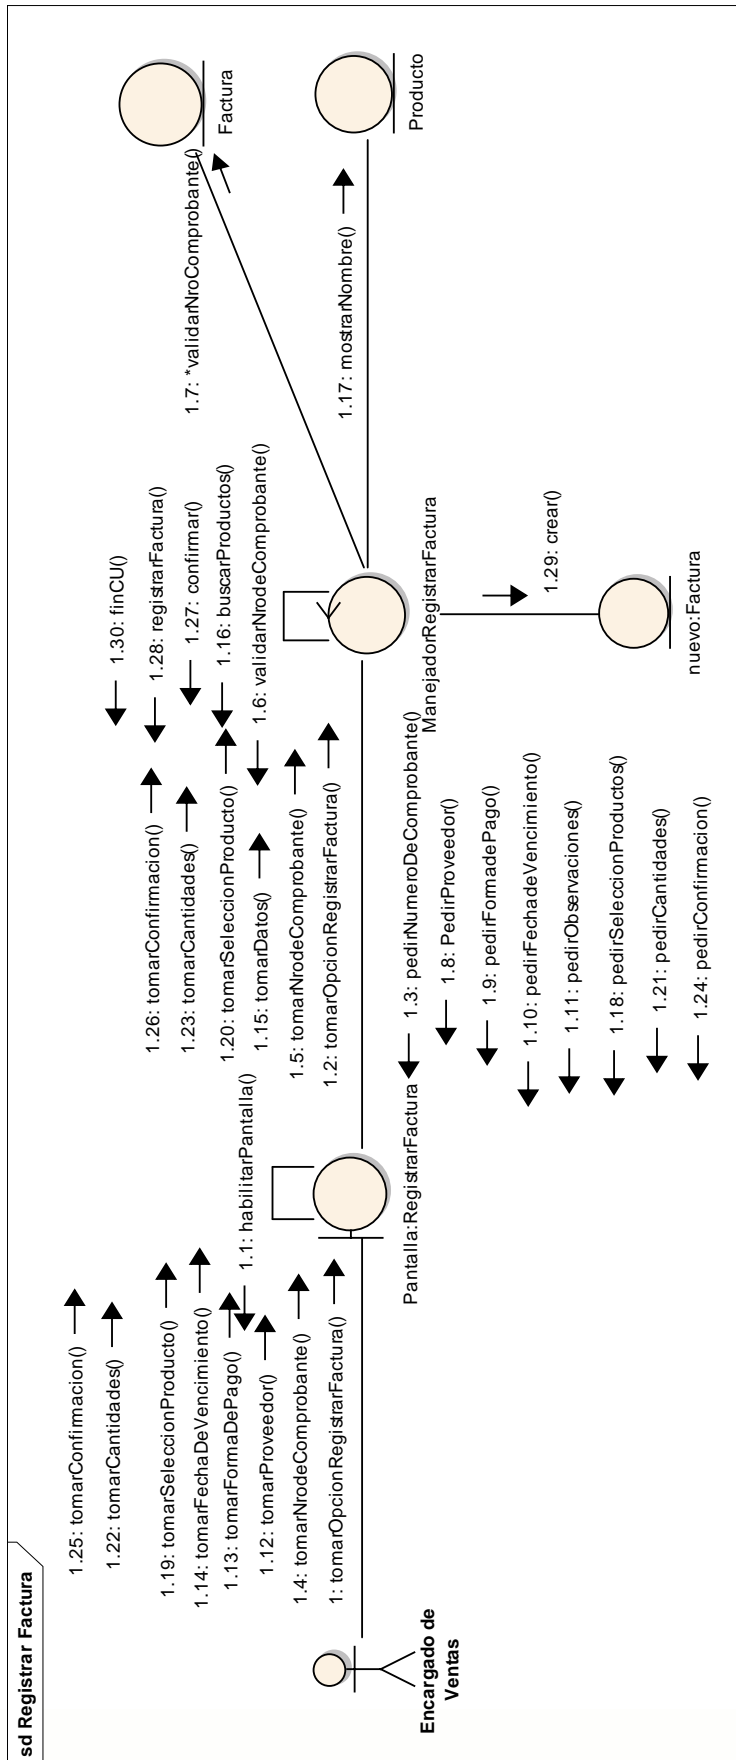 sd Registrar Factura
Encargado de
Ventas
1.25: tomarConfirmacion()
1.22: tomarCantidades()
1.19: tomarSeleccionProducto()
1.14: tomarFechaDeVencimiento()
1.13: tomarFormaDePago()
1.12: tomarProveedor()
1.4: tomarNrodeComprobante()
1: tomarOpcionRegistrarFactura()
1.1: habilitarPantalla()
Pantalla:RegistrarFactura
1.26: tomarConfirmacion()
1.23: tomarCantidades()
1.20: tomarSeleccionProducto()
1.15: tomarDatos()
1.5: tomarNrodeComprobante()
1.2: tomarOpcionRegistrarFactura()
1.3: pedirNumeroDeComprobante()
1.8: PedirProveedor()
1.9: pedirFormadePago()
1.10: pedirFechadeVencimiento()
1.11: pedirObservaciones()
1.18: pedirSeleccionProductos()
1.21: pedirCantidades()
1.24: pedirConfirmacion()
1.30: finCU()
1.28: registrarFactura()
1.27: confirmar()
1.16: buscarProductos()
1.6: validarNrodeComprobante()
ManejadorRegistrarFactura
1.29: crear()
nuevo:Factura
1.7: *validarNroComprobante()
Factura
1.17: mostrarNombre()
Producto